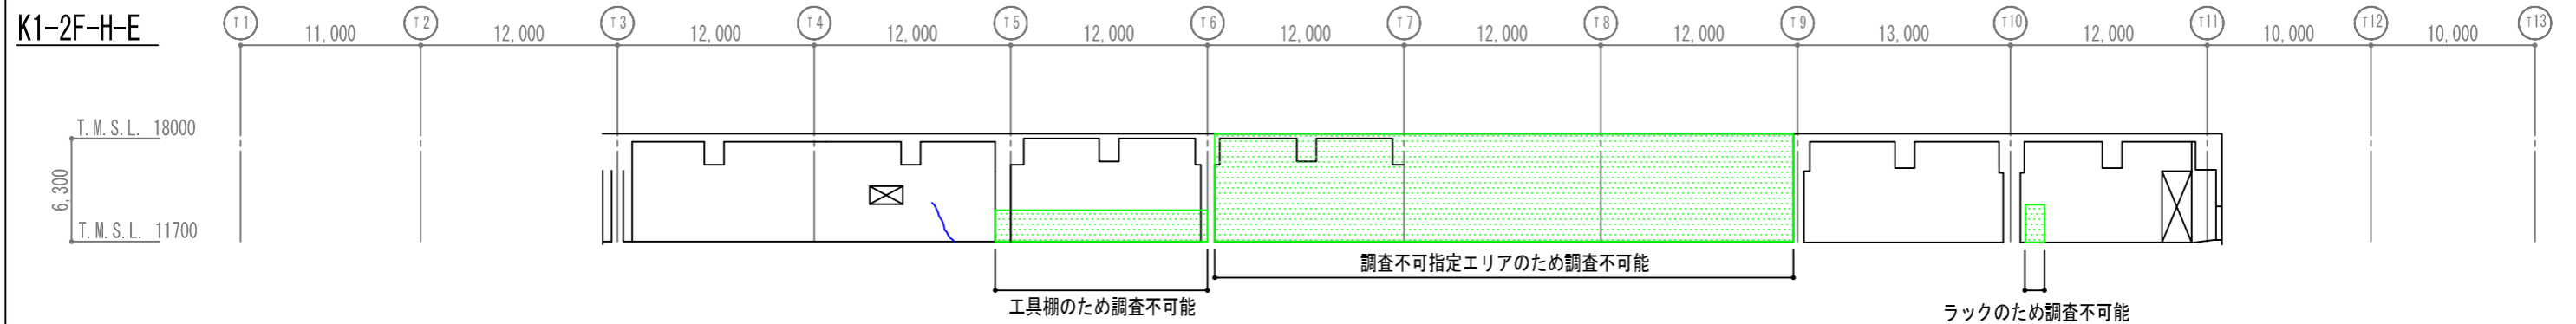 K1-2F-H-E
T1 T2 T3 T4 T5 T6 T7 T8 T9 T10 T11 T12 T13
11,000 12,000 12,000 12,000 12,000 12,000 12,000 12,000 13,000 12,000 10,000 10,000
T.M.S.L. 18000
6,300
T.M.S.L. 11700
調査不可指定エリアのため調査不可能
工具棚のため調査不可能
ラックのため調査不可能